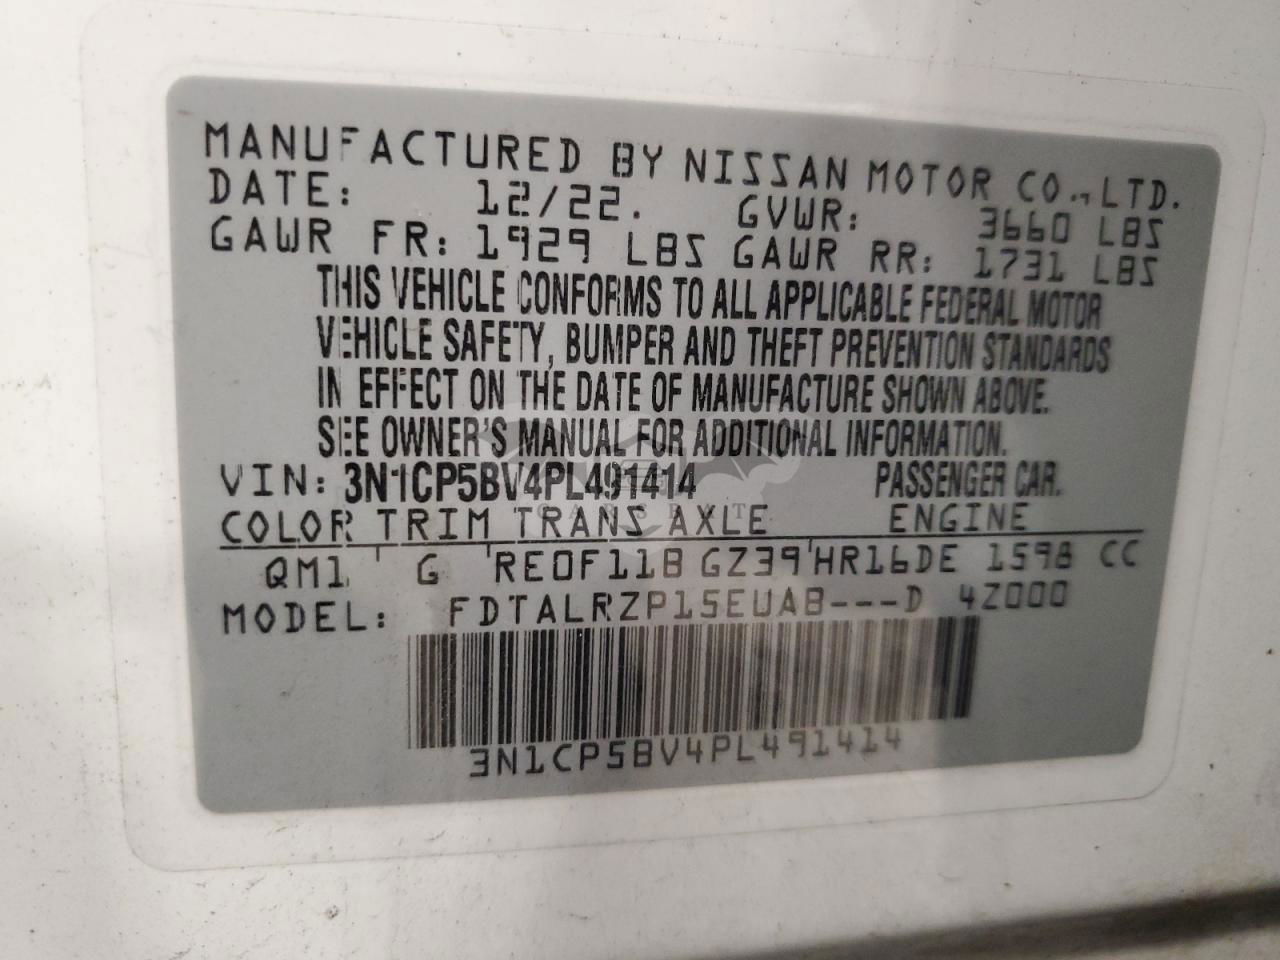 MANUFACTURED BY NISSAN MOTOR CO., LTD.
DATE: 12/22. GVWR: 3660 LBS
GAWR FR: 1929 LBS GAWR RR: 1731 LBS
THIS VEHICLE CONFORMS TO ALL APPLICABLE FEDERAL MOTOR
VEHICLE SAFETY, BUMPER AND THEFT PREVENTION STANDARDS
IN EFFECT ON THE DATE OF MANUFACTURE SHOWN ABOVE.
SEE OWNER'S MANUAL FOR ADDITIONAL INFORMATION.
VIN: 3N1CP5BV4PL491414 PASSENGER CAR.
COLOR TRIM TRANS AXLE ENGINE
QM1 ' G ' RE0F11B GZ39'HR16DE 1598 CC
MODEL: FDTALRZP15EUAB---D 4Z000
3N1CP5BV4PL491414